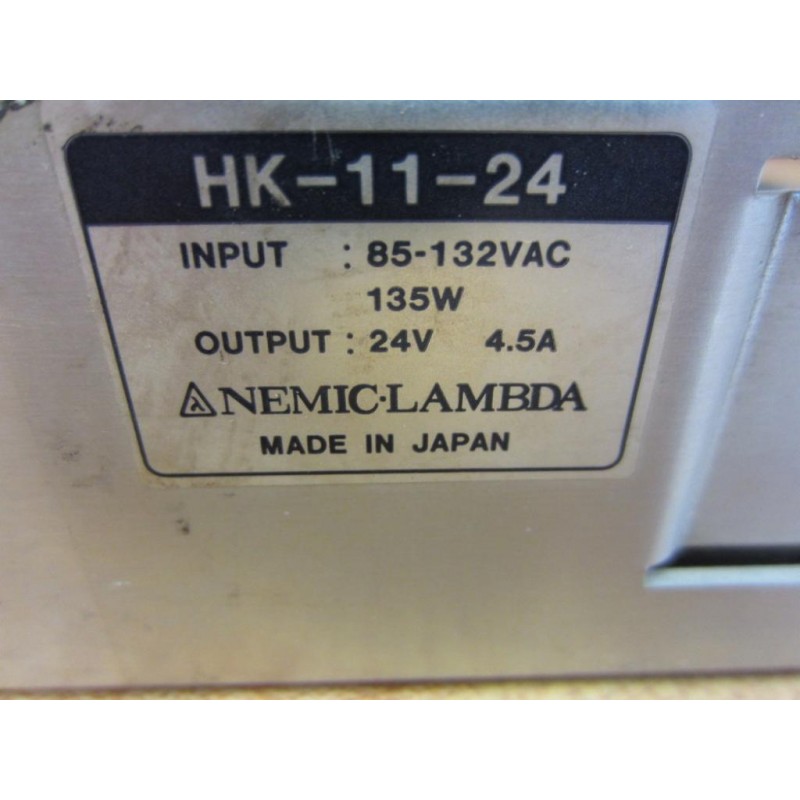 HK-11-24
INPUT : 85-132VAC
135W
OUTPUT : 24V 4.5A
NEMIC·LAMBDA
MADE IN JAPAN